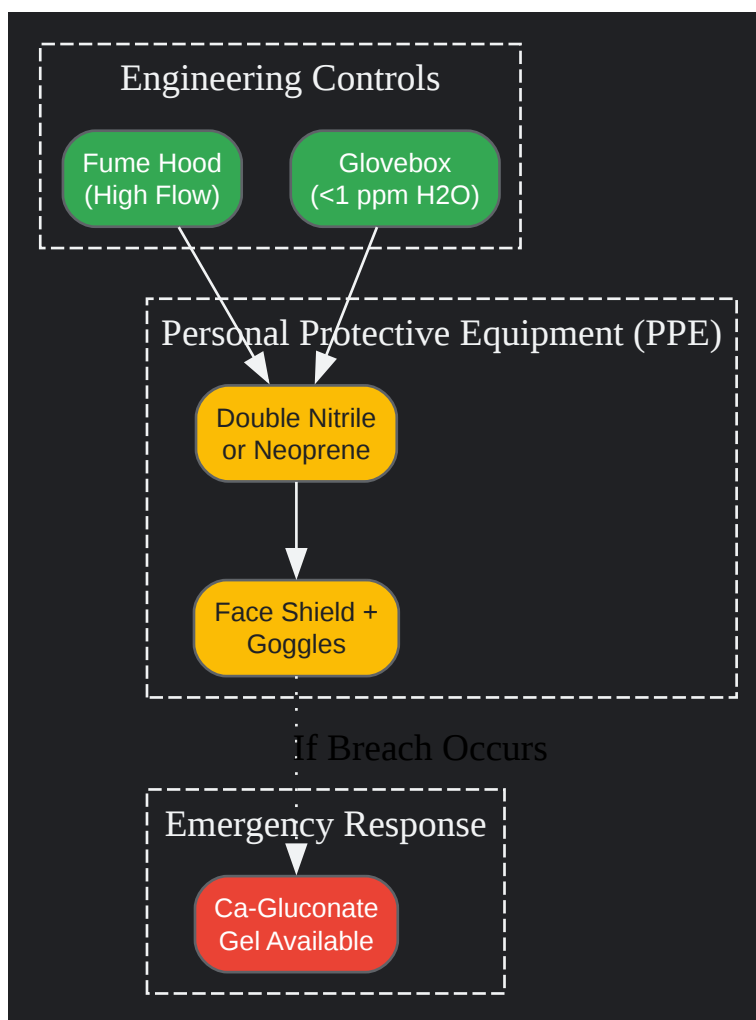 Engineering Controls
Fume Hood
(High Flow)
Glovebox
(<1 ppm H2O)
Personal Protective Equipment (PPE)
Double Nitrile
or Neoprene
Face Shield +
Goggles
If Breach Occurs
Emergency Response
Ca-Gluconate
Gel Available